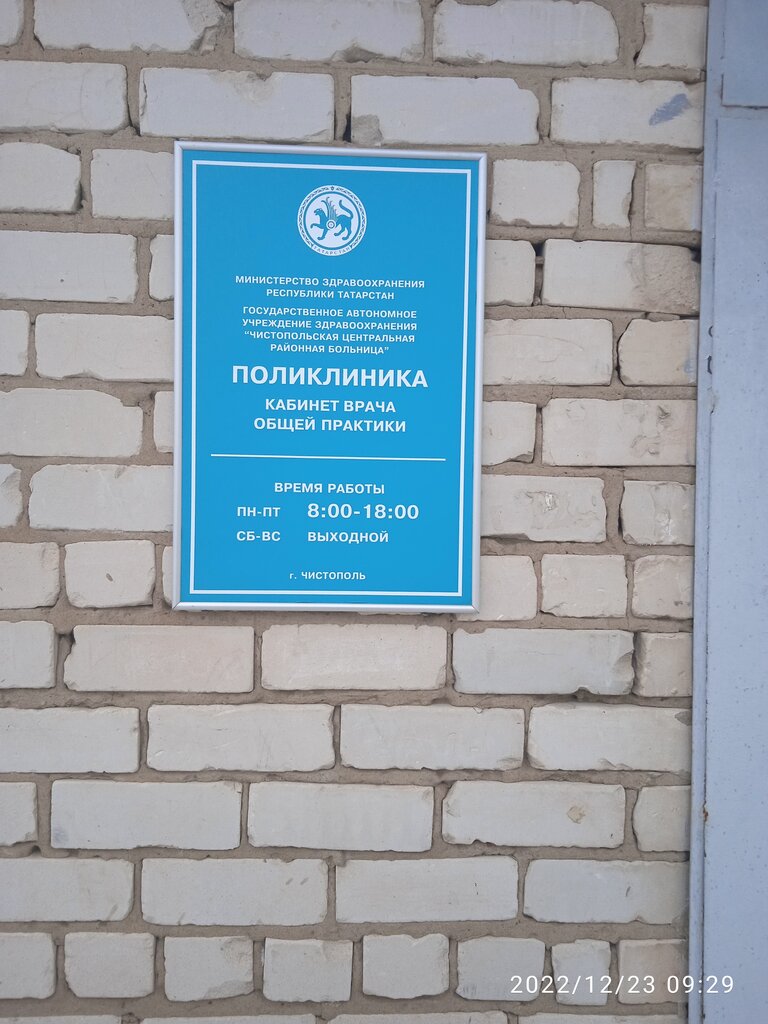 ТАТАРСТАН
МИНИСТЕРСТВО ЗДРАВООХРАНЕНИЯ
РЕСПУБЛИКИ ТАТАРСТАН
ГОСУДАРСТВЕННОЕ АВТОНОМНОЕ
УЧРЕЖДЕНИЕ ЗДРАВООХРАНЕНИЯ
"ЧИСТОПОЛЬСКАЯ ЦЕНТРАЛЬНАЯ
РАЙОННАЯ БОЛЬНИЦА"
ПОЛИКЛИНИКА
КАБИНЕТ ВРАЧА
ОБЩЕЙ ПРАКТИКИ
ВРЕМЯ РАБОТЫ
ПН-ПТ 8:00-18:00
СБ-ВС ВЫХОДНОЙ
г. ЧИСТОПОЛЬ
2022/12/23 09:29